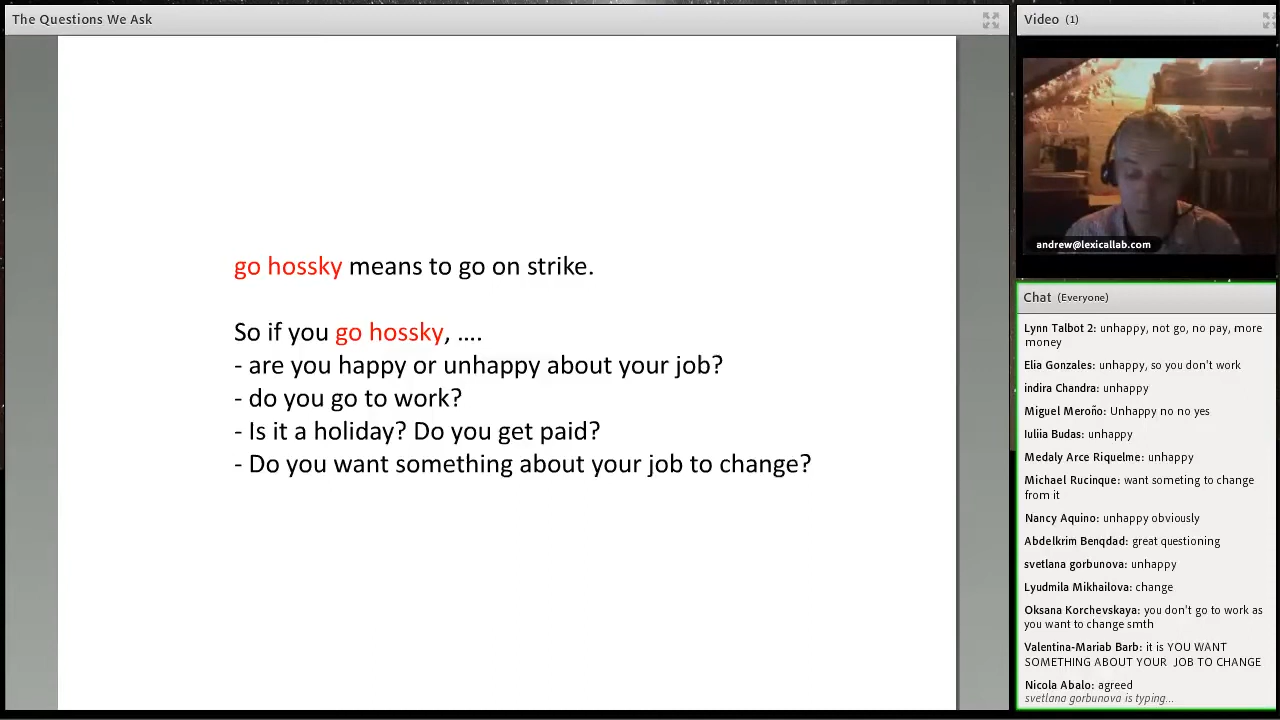 The Questions We Ask
go hossky means to go on strike.
So if you go hossky, ....
- are you happy or unhappy about your job?
- do you go to work?
- Is it a holiday? Do you get paid?
- Do you want something about your job to change?
Video (1)
andrew@lexicallab.com
Chat (Everyone)
Lynn Talbot 2: unhappy, not go, no pay, more
money
Elia Gonzales: unhappy, so you don't work
indira Chandra: unhappy
Miguel Meroño: Unhappy no no yes
Iuliia Budas: unhappy
Medaly Arce Riquelme: unhappy
Michael Rucinque: want someting to change
from it
Nancy Aquino: unhappy obviously
Abdelkrim Benqdad: great questioning
svetlana gorbunova: unhappy
Lyudmila Mikhailova: change
Oksana Korchevskaya: you don't go to work as
you want to change smth
Valentina-Mariab Barb: it is YOU WANT
SOMETHING ABOUT YOUR JOB TO CHANGE
Nicola Abalo: agreed
svetlana gorbunova is typing...